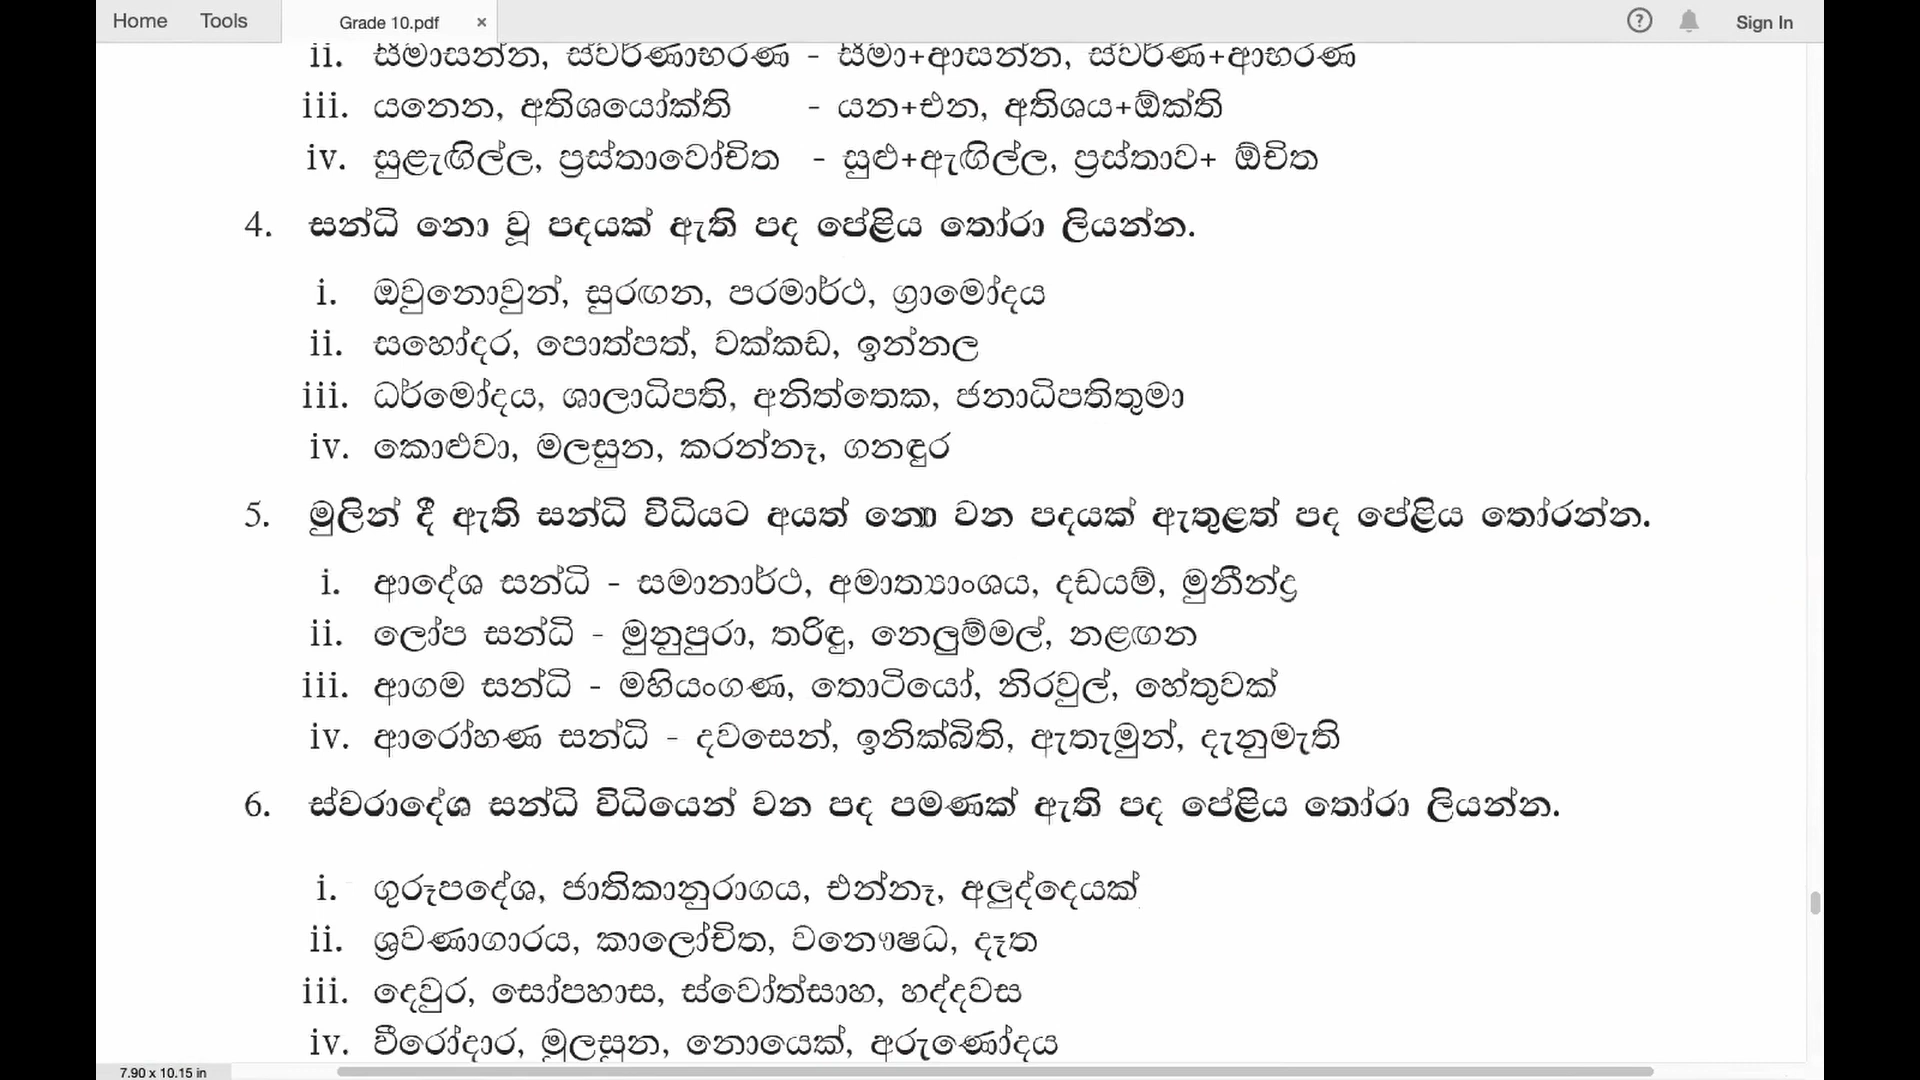 Home Tools Grade 10.pdf × ? Sign In
ii. සීමාසන්න, ස්වර්ණාභරණ - සීමා+ආසන්න, ස්වර්ණ+ආභරණ
iii. යනෙන, අතිශයෝක්ති - යන+එන, අතිශය+ඕක්ති
iv. සුළැඟිල්ල, ප්‍රස්තාවෝචිත - සුළු+ඇඟිල්ල, ප්‍රස්තාව+ ඕචිත
4. සන්ධි නො වූ පදයක් ඇති පද පේළිය තෝරා ලියන්න.
i. ඔවුනොවුන්, සුරඟන, පරමාර්ථ, ග්‍රාමෝදය
ii. සහෝදර, පොත්පත්, වක්කඩ, ඉන්නල
iii. ධර්මෝදය, ශාලාධිපති, අනිත්තෙක, ජනාධිපතිතුමා
iv. කොළුවා, මලසුන, කරන්නෑ, ගනඳුර
5. මුලින් දී ඇති සන්ධි විධියට අයත් නො වන පදයක් ඇතුළත් පද පේළිය තෝරන්න.
i. ආදේශ සන්ධි - සමානාර්ථ, අමාත්‍යාංශය, දඩයම්, මුනීන්ද්‍ර
ii. ලෝප සන්ධි - මුනුපුරා, තරිඳු, නෙලුම්මල්, නළඟන
iii. ආගම සන්ධි - මහියංගණ, තොටියෝ, නිරවුල්, හේතුවක්
iv. ආරෝහණ සන්ධි - දවසෙන්, ඉනික්බිති, ඇතැමුන්, දැනුමැති
6. ස්වරාදේශ සන්ධි විධියෙන් වන පද පමණක් ඇති පද පේළිය තෝරා ලියන්න.
i. ගුරූපදේශ, ජාතිකානුරාගය, එන්නෑ, අලුද්දෙයක්
ii. ශ්‍රවණාගාරය, කාලෝචිත, වනෞෂධ, දෑත
iii. දෙවුර, සෝපහාස, ස්වෝත්සාහ, හද්දවස
iv. වීරෝදාර, මුලසුන, නොයෙක්, අරුණෝදය
7.90 x 10.15 in